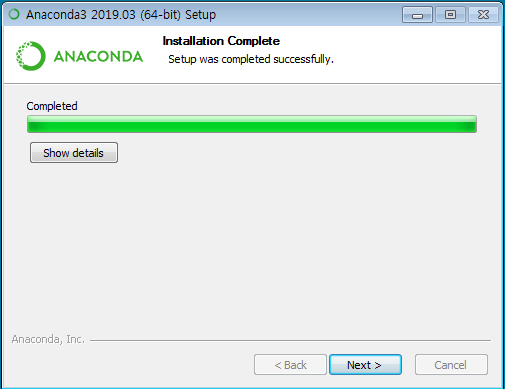 Anaconda3 2019.03 (64-bit) Setup
ANACONDA
Installation Complete
Setup was completed successfully.
Completed
Show details
Anaconda, Inc.
< Back
Next >
Cancel